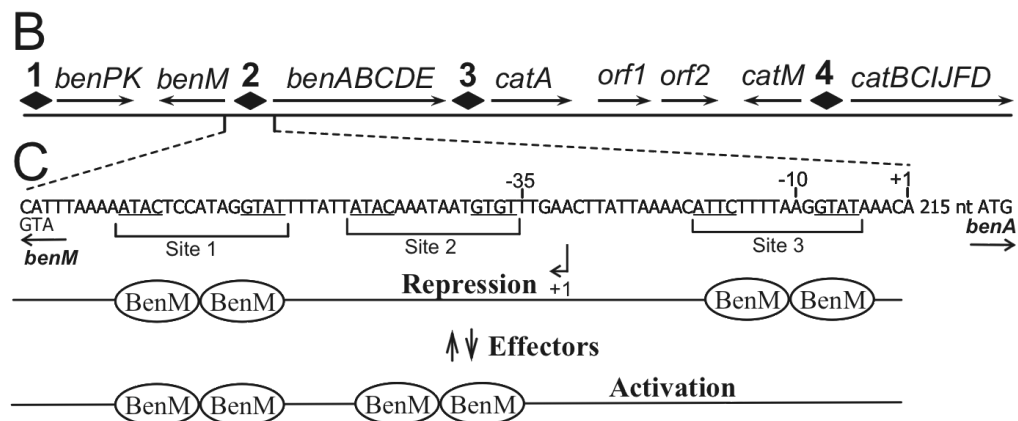 B
1 benPK benM 2 benABCDE 3 catA orf1 orf2 catM 4 catBCIJFD
C
-35 -10 +1
CATTTAAAAATACTCCATAGGTATTTTATTATACAAATAATGTGTTTGAACTTATTAAAACATTCTTTTAAGGTATAAACA 215 nt ATG
GTA benA
benM Site 1 Site 2 Site 3
Repression +1
BenM BenM BenM BenM
Effectors
Activation
BenM BenM BenM BenM